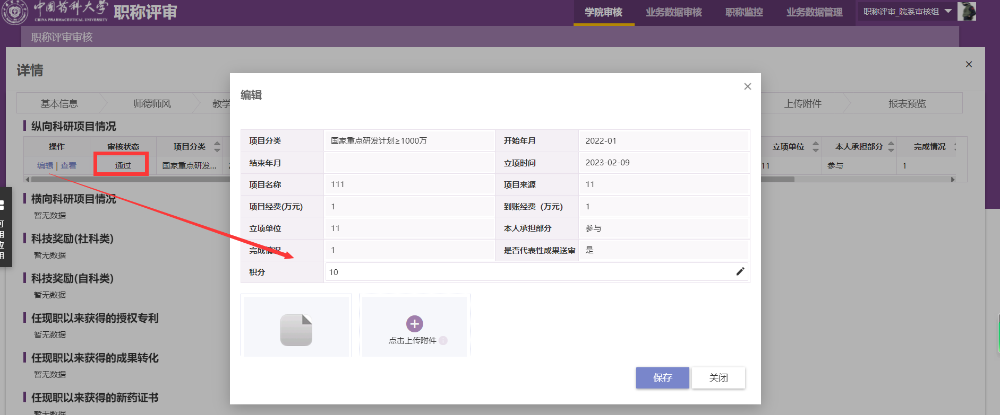 中国药科大学
CHINA PHARMACEUTICAL UNIVERSITY
职称评审
学院审核
业务数据审核
职称监控
业务数据管理
职称评审_院系审核组
职称评审审核
详情
×
基本信息
师德师风
教学
上传附件
报表预览
纵向科研项目情况
操作
审核状态
项目分类
立项单位
本人承担部分
完成情况
编辑 | 查看
通过
国家重点研发...
11
参与
1
横向科研项目情况
暂无数据
科技奖励(社科类)
暂无数据
科技奖励(自科类)
暂无数据
任现职以来获得的授权专利
暂无数据
任现职以来获得的成果转化
暂无数据
任现职以来获得的新药证书
暂无数据
可用应用
编辑
×
项目分类
国家重点研发计划≥1000万
开始年月
2022-01
结束年月
立项时间
2023-02-09
项目名称
111
项目来源
11
项目经费(万元)
1
到账经费（万元）
1
立项单位
11
本人承担部分
参与
完成情况
1
是否代表性成果送审
是
积分
10
点击上传附件
保存
关闭